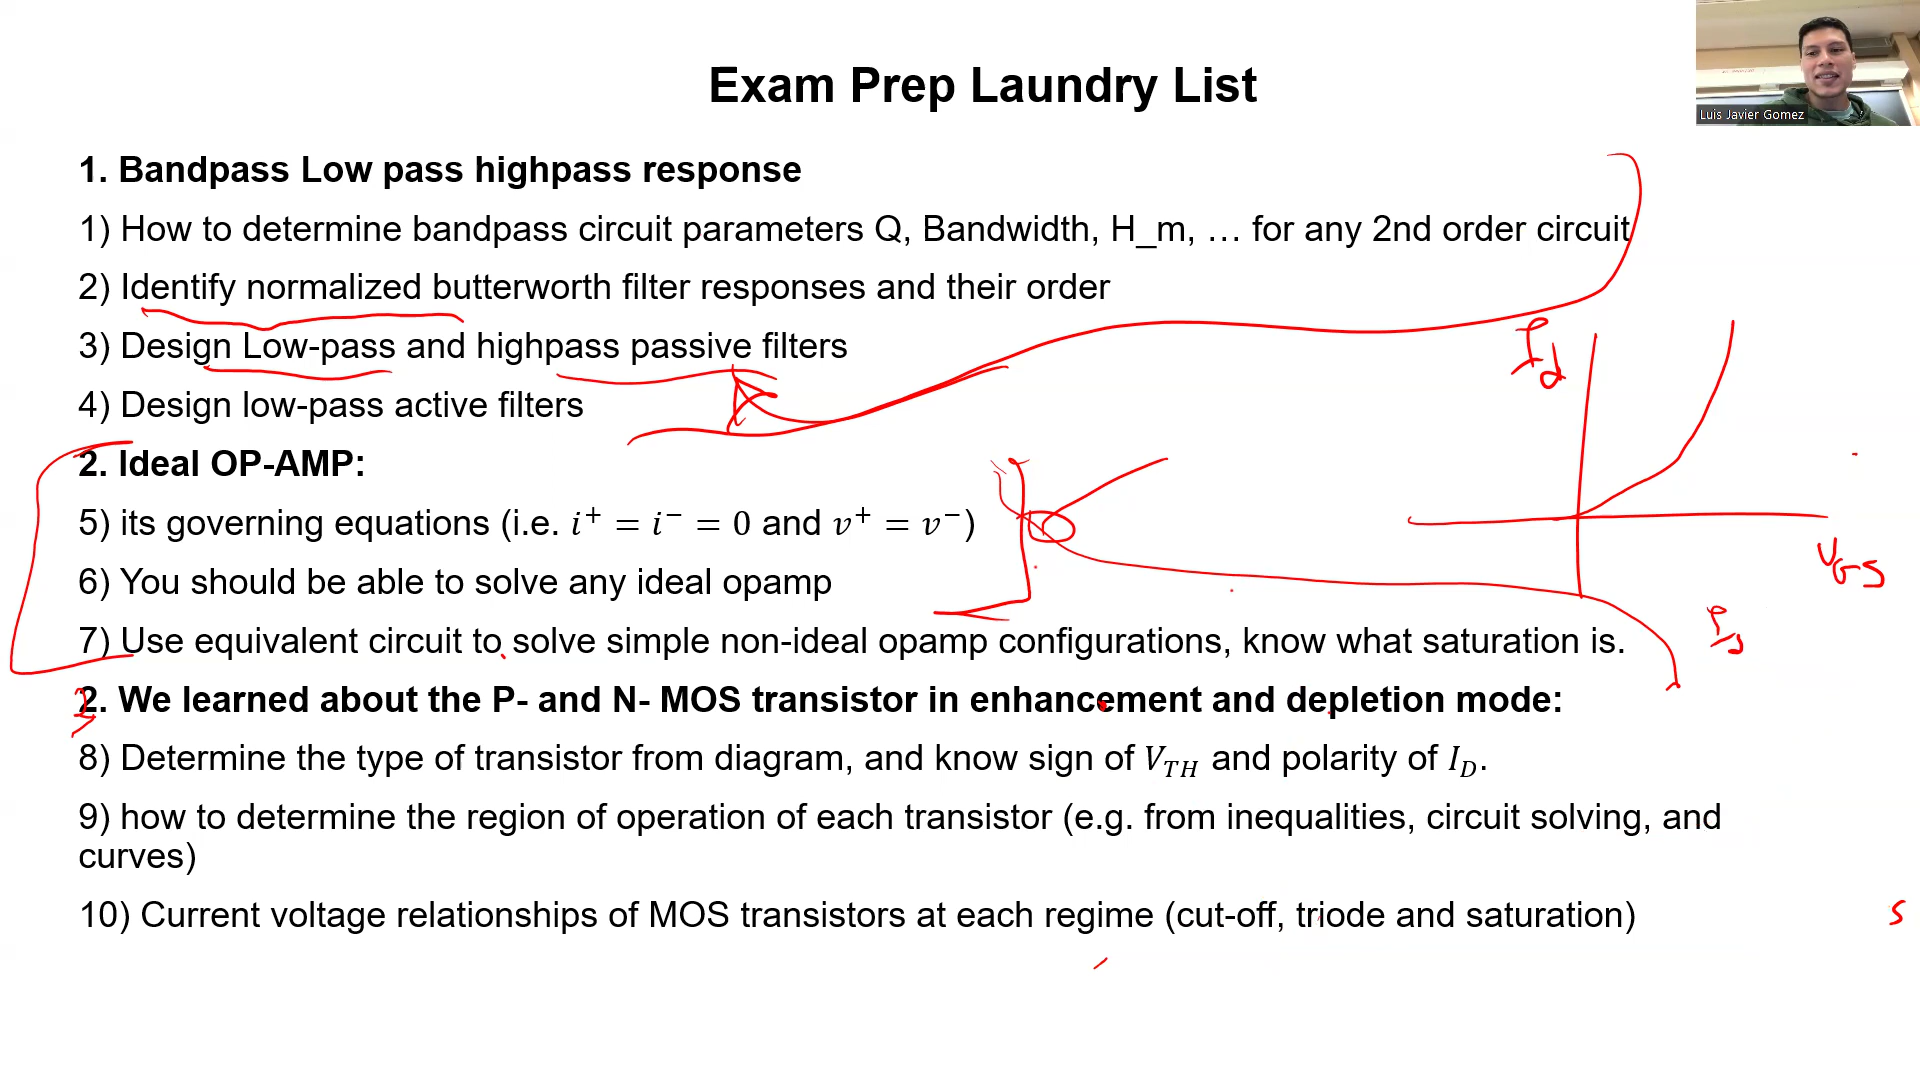 Exam Prep Laundry List
Luis Javier Gomez
1. Bandpass Low pass highpass response
1) How to determine bandpass circuit parameters Q, Bandwidth, H_m, … for any 2nd order circuit
2) Identify normalized butterworth filter responses and their order
3) Design Low-pass and highpass passive filters
I_d
4) Design low-pass active filters
2. Ideal OP-AMP:
5) its governing equations (i.e. i⁺ = i⁻ = 0 and v⁺ = v⁻)
V_GS
6) You should be able to solve any ideal opamp
7) Use equivalent circuit to solve simple non-ideal opamp configurations, know what saturation is.
2. We learned about the P- and N- MOS transistor in enhancement and depletion mode:
3
8) Determine the type of transistor from diagram, and know sign of V_TH and polarity of I_D.
9) how to determine the region of operation of each transistor (e.g. from inequalities, circuit solving, and
curves)
10) Current voltage relationships of MOS transistors at each regime (cut-off, triode and saturation)
s